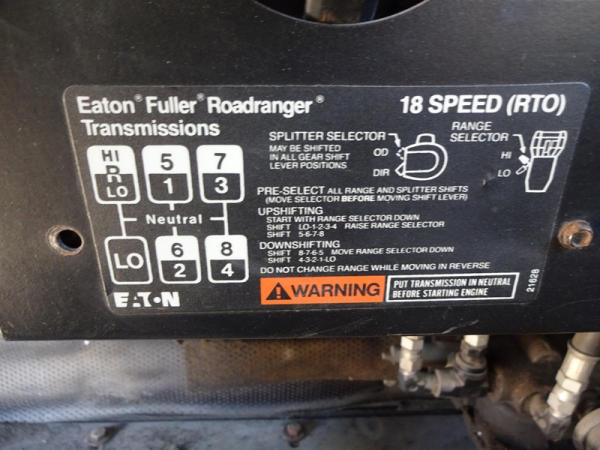 Eaton® Fuller® Roadranger®
Transmissions
18 SPEED (RTO)
HI
R
LO
5
1
7
3
Neutral
LO
6
2
8
4
SPLITTER SELECTOR
MAY BE SHIFTED
IN ALL GEAR SHIFT
LEVER POSITIONS
OD
DIR
RANGE
SELECTOR
HI
LO
PRE-SELECT ALL RANGE AND SPLITTER SHIFTS
(MOVE SELECTOR BEFORE MOVING SHIFT LEVER)
UPSHIFTING
START WITH RANGE SELECTOR DOWN
SHIFT LO-1-2-3-4 RAISE RANGE SELECTOR
SHIFT 5-6-7-8
DOWNSHIFTING
SHIFT 8-7-6-5 MOVE RANGE SELECTOR DOWN
SHIFT 4-3-2-1-LO
DO NOT CHANGE RANGE WHILE MOVING IN REVERSE
EATON
WARNING
PUT TRANSMISSION IN NEUTRAL
BEFORE STARTING ENGINE
21828